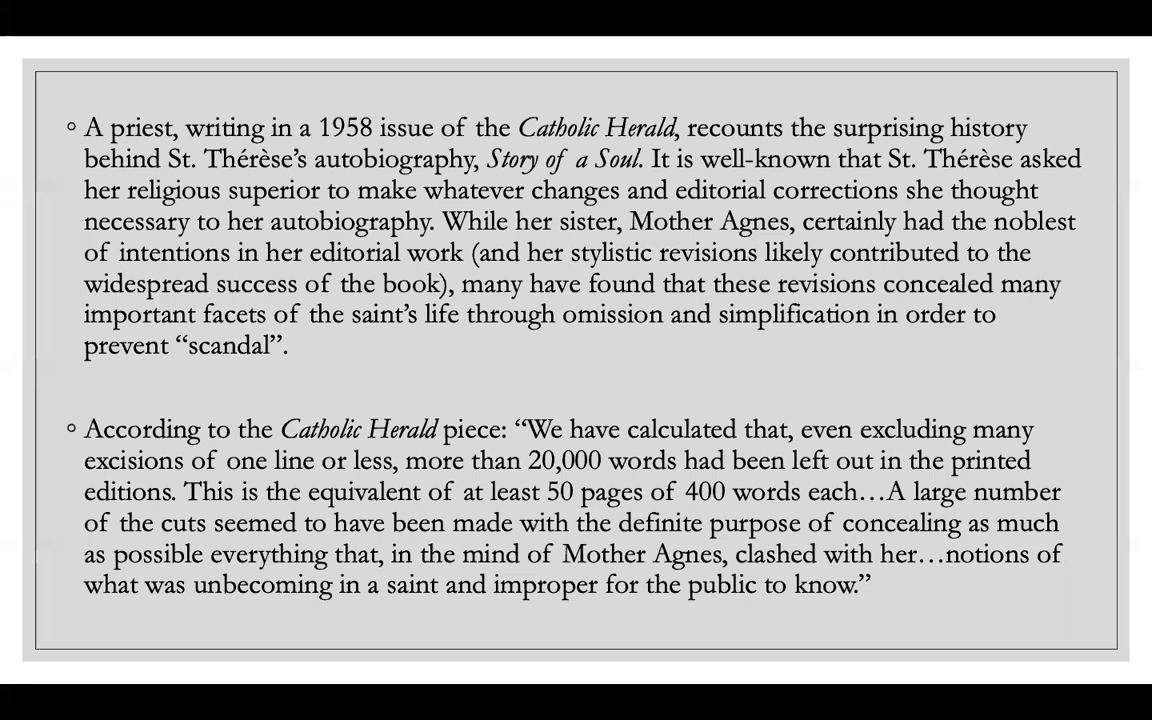 ◦ A priest, writing in a 1958 issue of the Catholic Herald, recounts the surprising history
behind St. Thérèse’s autobiography, Story of a Soul. It is well-known that St. Thérèse asked
her religious superior to make whatever changes and editorial corrections she thought
necessary to her autobiography. While her sister, Mother Agnes, certainly had the noblest
of intentions in her editorial work (and her stylistic revisions likely contributed to the
widespread success of the book), many have found that these revisions concealed many
important facets of the saint’s life through omission and simplification in order to
prevent “scandal”.
◦ According to the Catholic Herald piece: “We have calculated that, even excluding many
excisions of one line or less, more than 20,000 words had been left out in the printed
editions. This is the equivalent of at least 50 pages of 400 words each…A large number
of the cuts seemed to have been made with the definite purpose of concealing as much
as possible everything that, in the mind of Mother Agnes, clashed with her…notions of
what was unbecoming in a saint and improper for the public to know.”